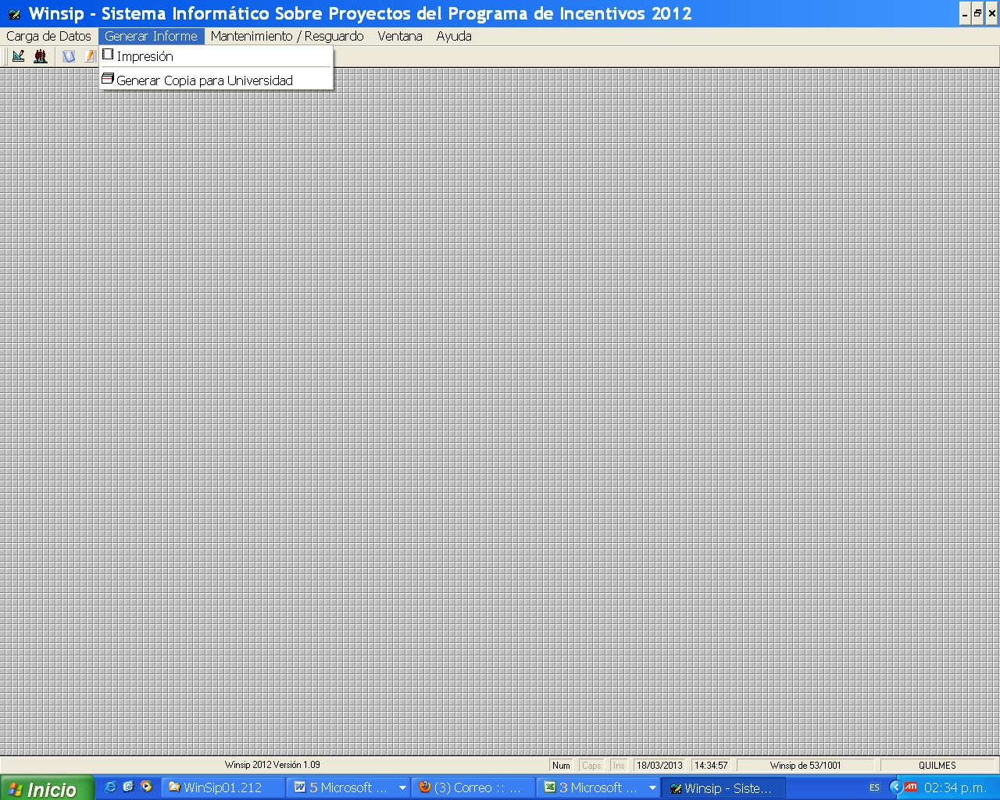 Winsip - Sistema Informático Sobre Proyectos del Programa de Incentivos 2012
Carga de Datos Generar Informe Mantenimiento / Resguardo Ventana Ayuda
Impresión
Generar Copia para Universidad
Winsip 2012 Versión 1.09 Num Caps Ins 18/03/2013 14:34:57 Winsip de 53/1001 QUILMES
Inicio WinSip01.212 5 Microsoft ... (3) Correo :: ... 3 Microsoft ... Winsip - Siste... ES ATI 02:34 p.m.